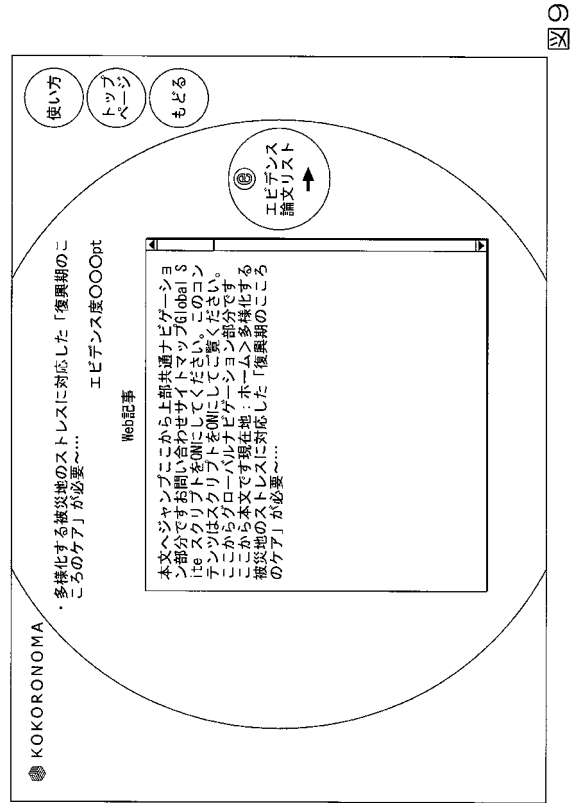 図9
KOKORONOMA
使い方
トップ
ページ
もどる
・多様化する被災地のストレスに対応した「復興期のこ
ころのケア」が必要～…
エビデンス度〇〇〇pt
Web記事
本文へジャンプここから上部共通ナビゲーショ
ン部分ですお問い合わせサイトマップGlobal S
ite スクリプトをONにしてください。このコン
テンツはスクリプトをONにしてご覧ください。
ここからグローバルナビゲーション部分です
ここから本文です現在地：ホーム＞多様化する
被災地のストレスに対応した「復興期のこころ
のケア」が必要～…
ⓔ
エビデンス
論文リスト